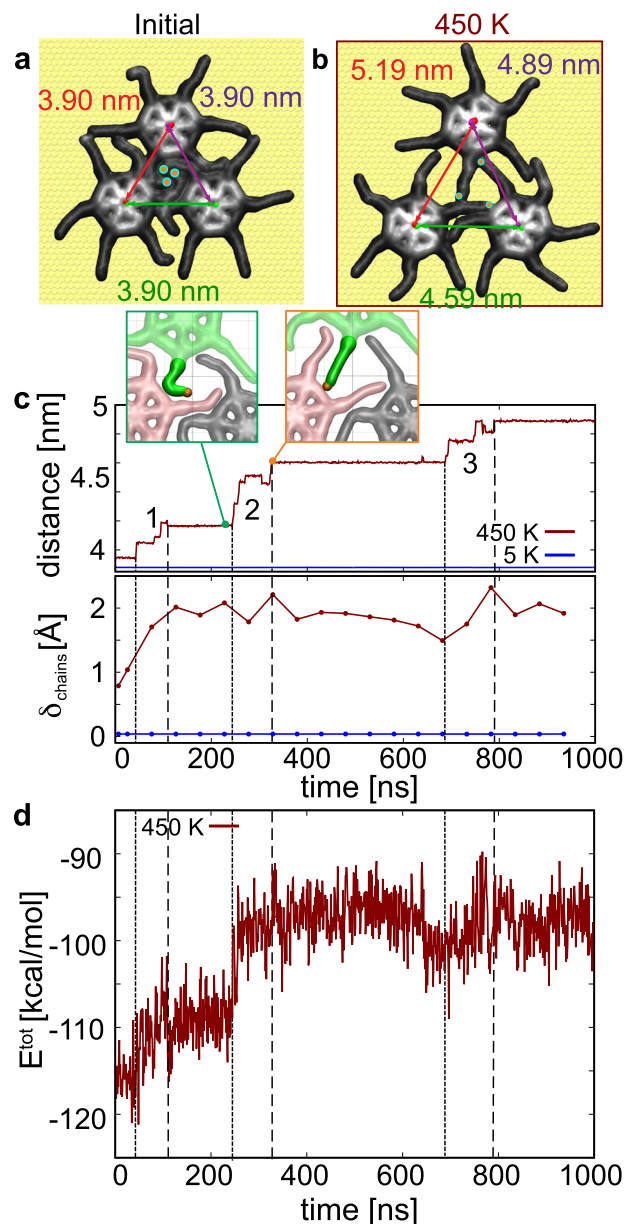 Initial
450 K
a
b
3.90 nm
3.90 nm
5.19 nm
4.89 nm
3.90 nm
4.59 nm
c
distance [nm]
5
4.5
4
1
2
3
450 K
5 K
δchains[Å]
2
1
0
0 200 400 600 800 1000
time [ns]
d
450 K
Etot [kcal/mol]
-90
-100
-110
-120
0 200 400 600 800 1000
time [ns]